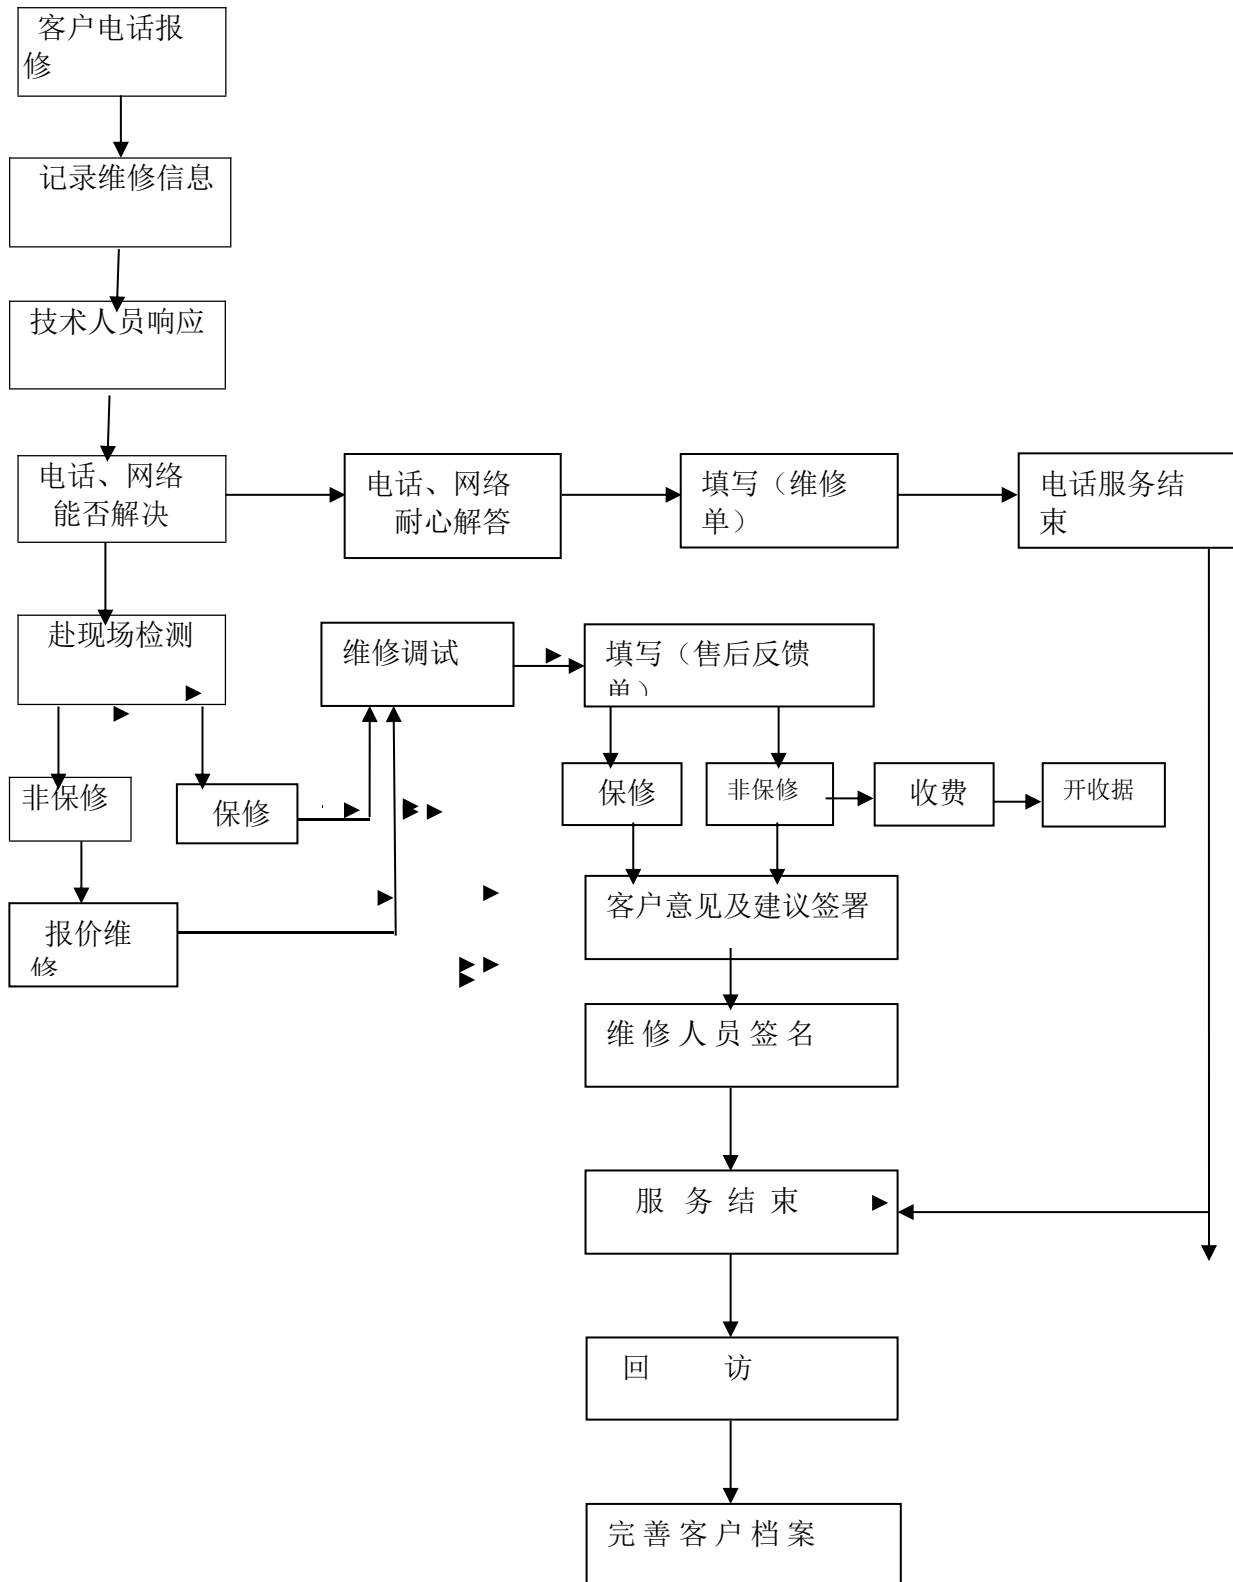 客户电话报
修
记录维修信息
技术人员响应
电话、网络
能否解决
电话、网络
耐心解答
填写（维修
单）
电话服务结
束
赴现场检测
维修调试
填写（售后反馈
单）
非保修
保修
保修
非保修
收费
开收据
报价维
修
客户意见及建议签署
维修人员签名
服务结束
回访
完善客户档案